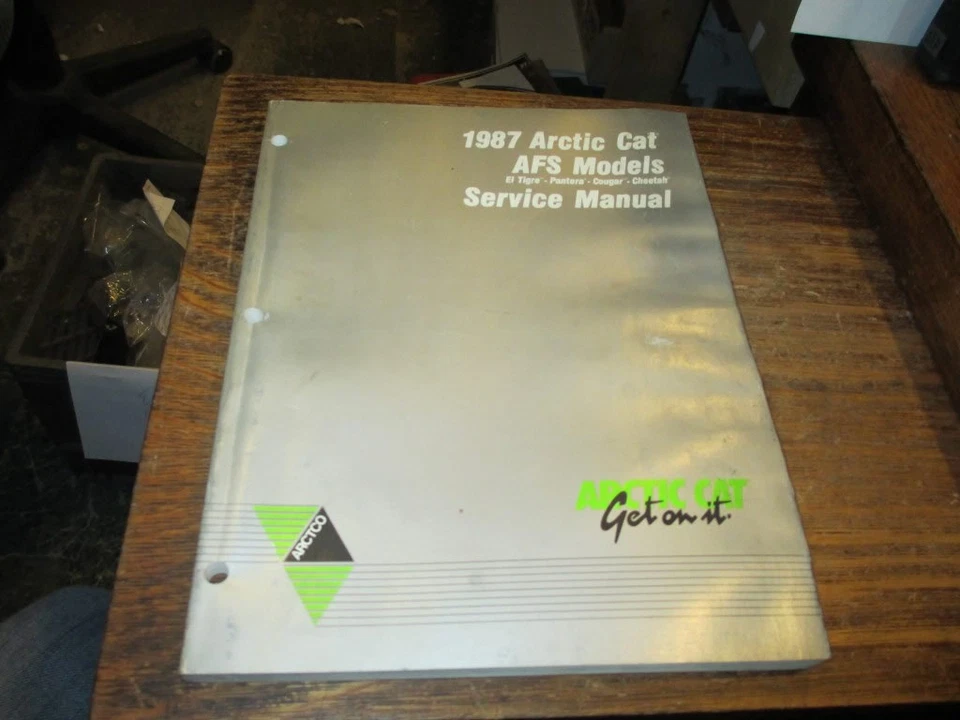 1987 Arctic Cat
AFS Models
El Tigre - Pantera - Cougar - Cheetah
Service Manual
ARCTIC CAT
Get on it.
ARCTCO